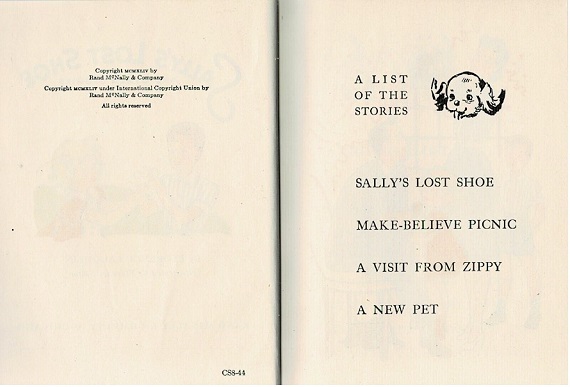 Copyright MCMXLIV by
Rand McNally & Company
Copyright MCMXLIV under International Copyright Union by
Rand McNally & Company
All rights reserved
CSS-44
A LIST
OF THE
STORIES
SALLY'S LOST SHOE
MAKE-BELIEVE PICNIC
A VISIT FROM ZIPPY
A NEW PET